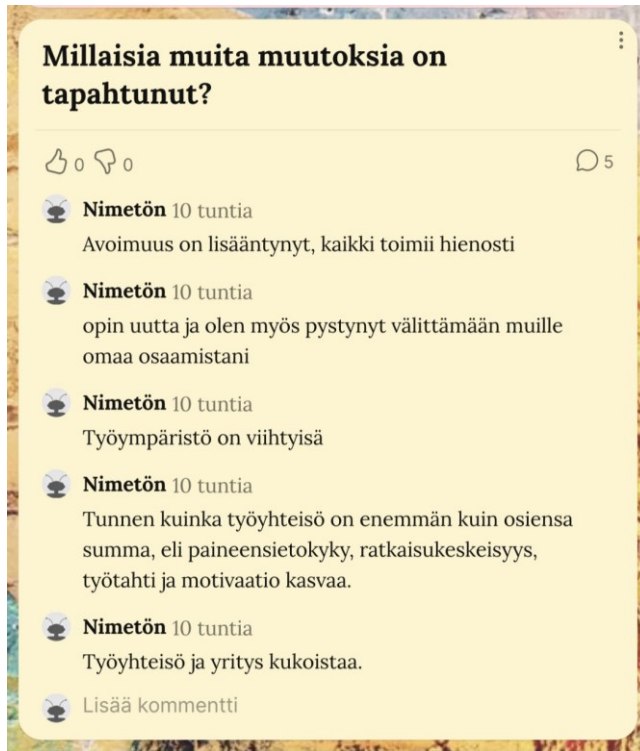 Millaisia muita muutoksia on
tapahtunut?
0 0 5
Nimetön 10 tuntia
Avoimuus on lisääntynyt, kaikki toimii hienosti
Nimetön 10 tuntia
opin uutta ja olen myös pystynyt välittämään muille
omaa osaamistani
Nimetön 10 tuntia
Työympäristö on viihtyisä
Nimetön 10 tuntia
Tunnen kuinka työyhteisö on enemmän kuin osiensa
summa, eli paineensietokyky, ratkaisukeskeisyys,
työtahti ja motivaatio kasvaa.
Nimetön 10 tuntia
Työyhteisö ja yritys kukoistaa.
Lisää kommentti